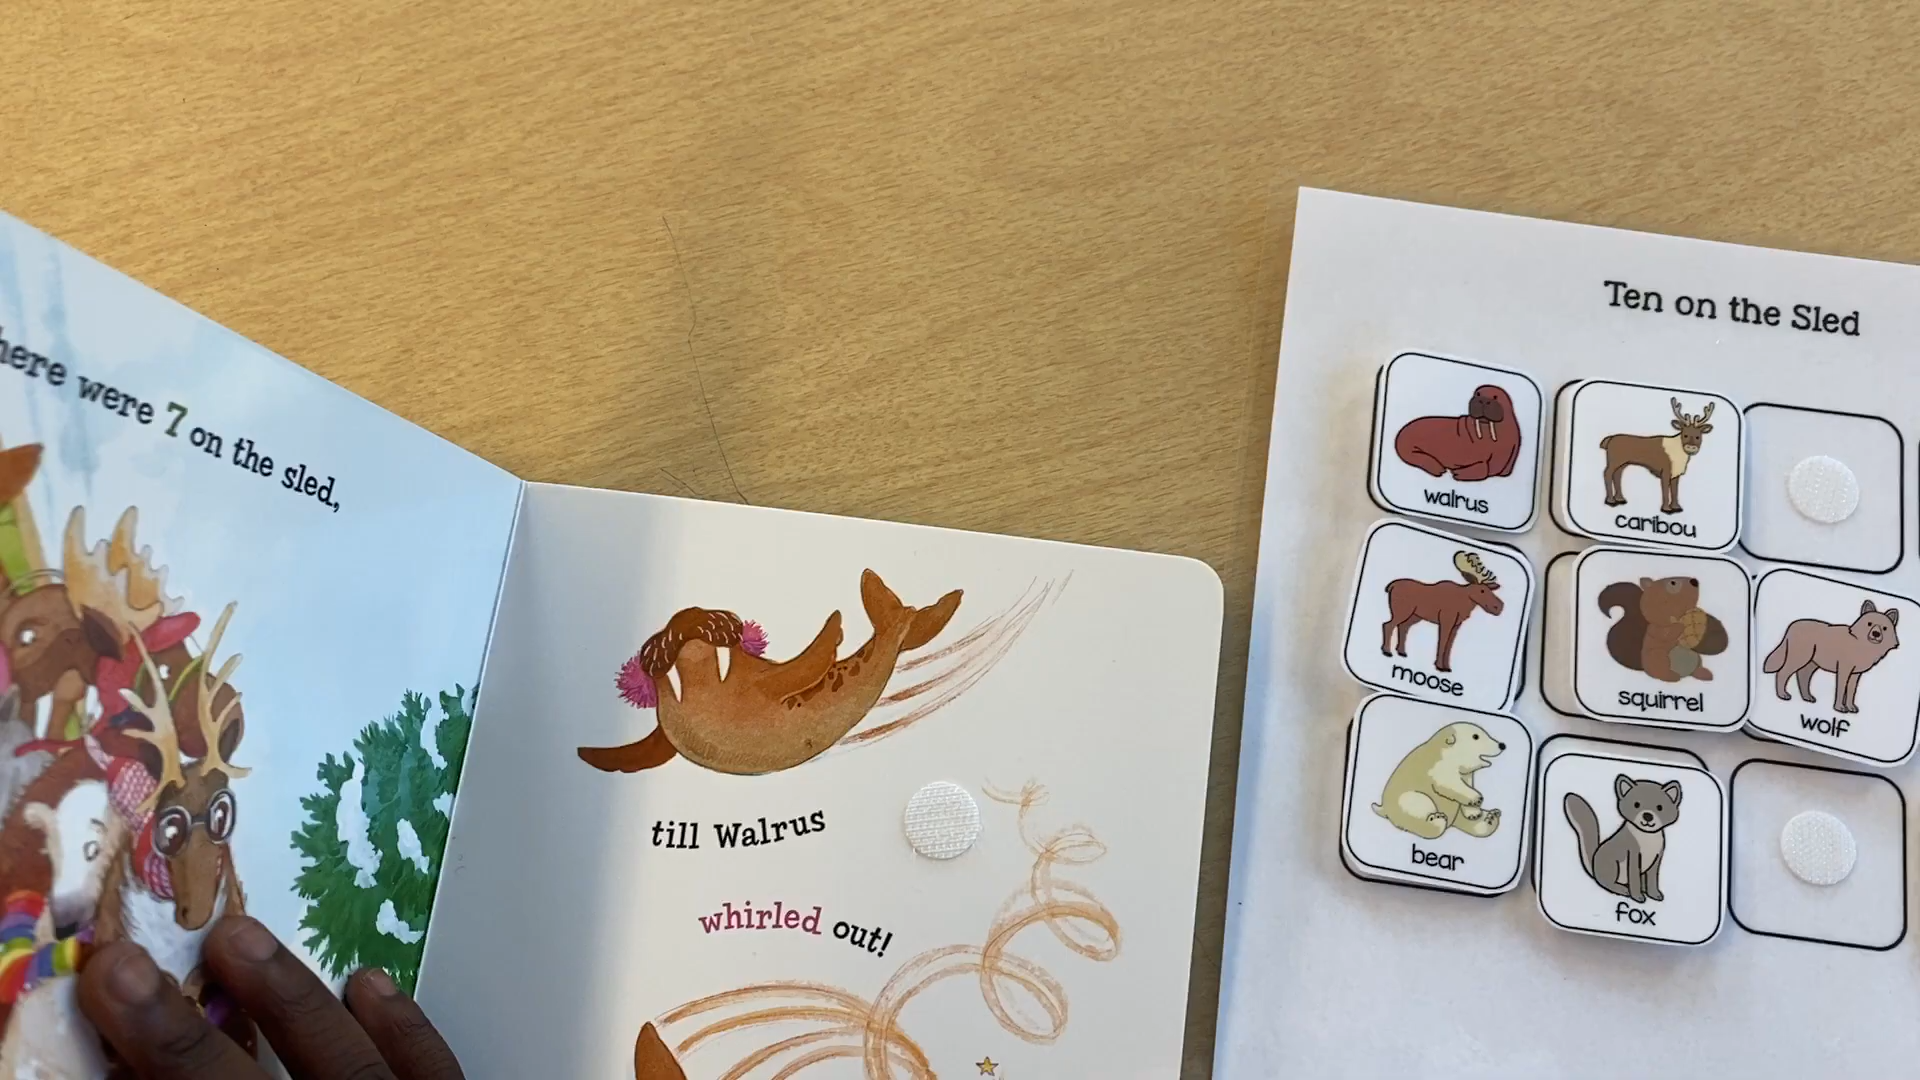 here were 7 on the sled,
till Walrus
whirled out!
Ten on the Sled
walrus
caribou
moose
squirrel
wolf
bear
fox